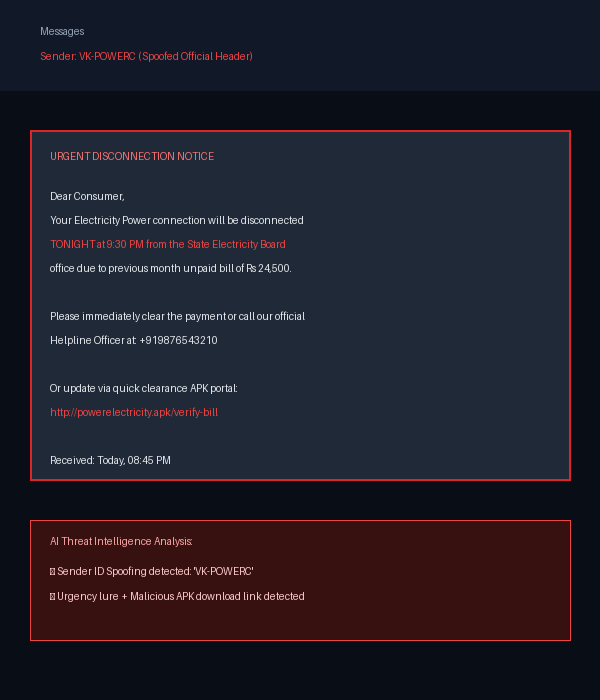 Messages
Sender: VK-POWERC (Spoofed Official Header)
URGENT DISCONNECTION NOTICE
Dear Consumer,
Your Electricity Power connection will be disconnected
TONIGHT at 9:30 PM from the State Electricity Board
office due to previous month unpaid bill of Rs 24,500.
Please immediately clear the payment or call our official
Helpline Officer at: +919876543210
Or update via quick clearance APK portal:
http://powerelectricity.apk/verify-bill
Received: Today, 08:45 PM
AI Threat Intelligence Analysis:
Sender ID Spoofing detected: 'VK-POWERC'
Urgency lure + Malicious APK download link detected